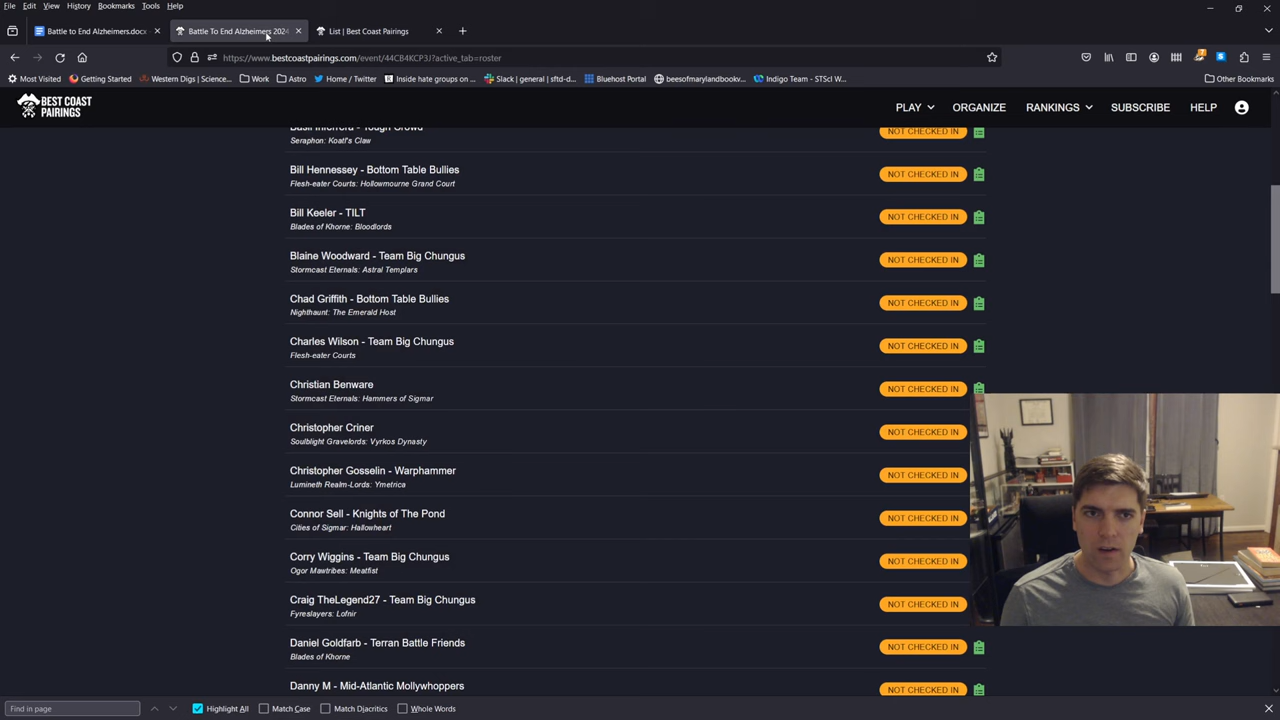 File Edit View History Bookmarks Tools Help
Battle to End Alzheimers.docx Battle To End Alzheimers 2024 List | Best Coast Pairings
https://www.bestcoastpairings.com/event/44CB4KCP3J?active_tab=roster
Most Visited Getting Started Western Digs | Science... Work Astro Home / Twitter Inside hate groups on ... Slack | general | sftd-... Bluehost Portal beesofmarylandbookw... Indigo Team - STScI W... Other Bookmarks
BEST COAST
PAIRINGS
PLAY ORGANIZE RANKINGS SUBSCRIBE HELP
NOT CHECKED IN
Seraphon: Koatl's Claw
Bill Hennessey - Bottom Table Bullies NOT CHECKED IN
Flesh-eater Courts: Hollowmourne Grand Court
Bill Keeler - TILT NOT CHECKED IN
Blades of Khorne: Bloodlords
Blaine Woodward - Team Big Chungus NOT CHECKED IN
Stormcast Eternals: Astral Templars
Chad Griffith - Bottom Table Bullies NOT CHECKED IN
Nighthaunt: The Emerald Host
Charles Wilson - Team Big Chungus NOT CHECKED IN
Flesh-eater Courts
Christian Benware NOT CHECKED IN
Stormcast Eternals: Hammers of Sigmar
Christopher Criner NOT CHECKED IN
Soulblight Gravelords: Vyrkos Dynasty
Christopher Gosselin - Warphammer NOT CHECKED IN
Lumineth Realm-Lords: Ymetrica
Connor Sell - Knights of The Pond NOT CHECKED IN
Cities of Sigmar: Hallowheart
Corry Wiggins - Team Big Chungus NOT CHECKED IN
Ogor Mawtribes: Meatfist
Craig TheLegend27 - Team Big Chungus NOT CHECKED IN
Fyreslayers: Lofnir
Daniel Goldfarb - Terran Battle Friends NOT CHECKED IN
Blades of Khorne
Danny M - Mid-Atlantic Mollywhoppers NOT CHECKED IN
Find in page Highlight All Match Case Match Diacritics Whole Words